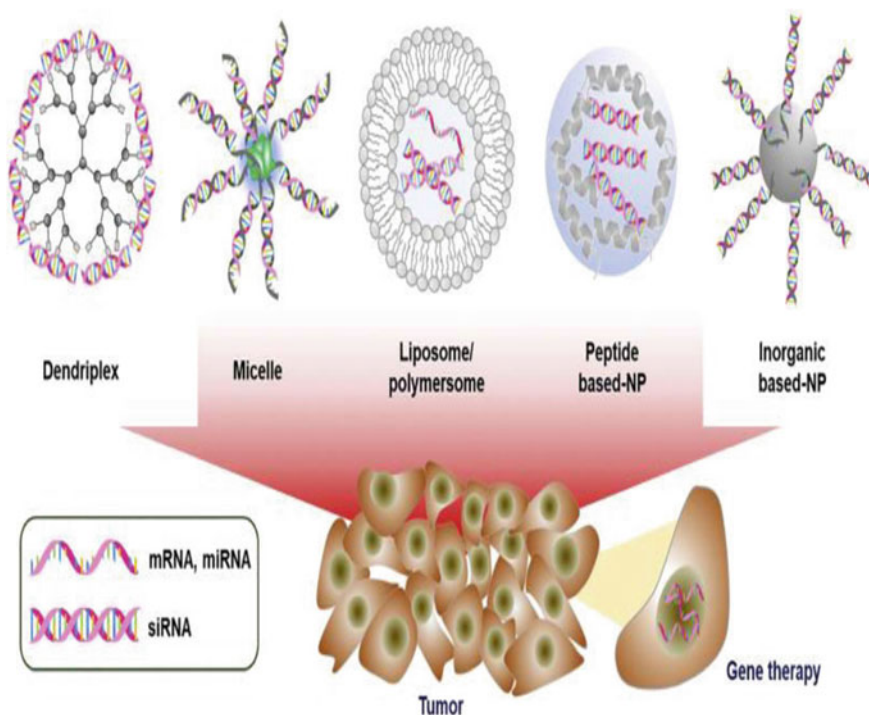 Dendriplex
Micelle
Liposome/
polymersome
Peptide
based-NP
Inorganic
based-NP
mRNA, miRNA
siRNA
Tumor
Gene therapy